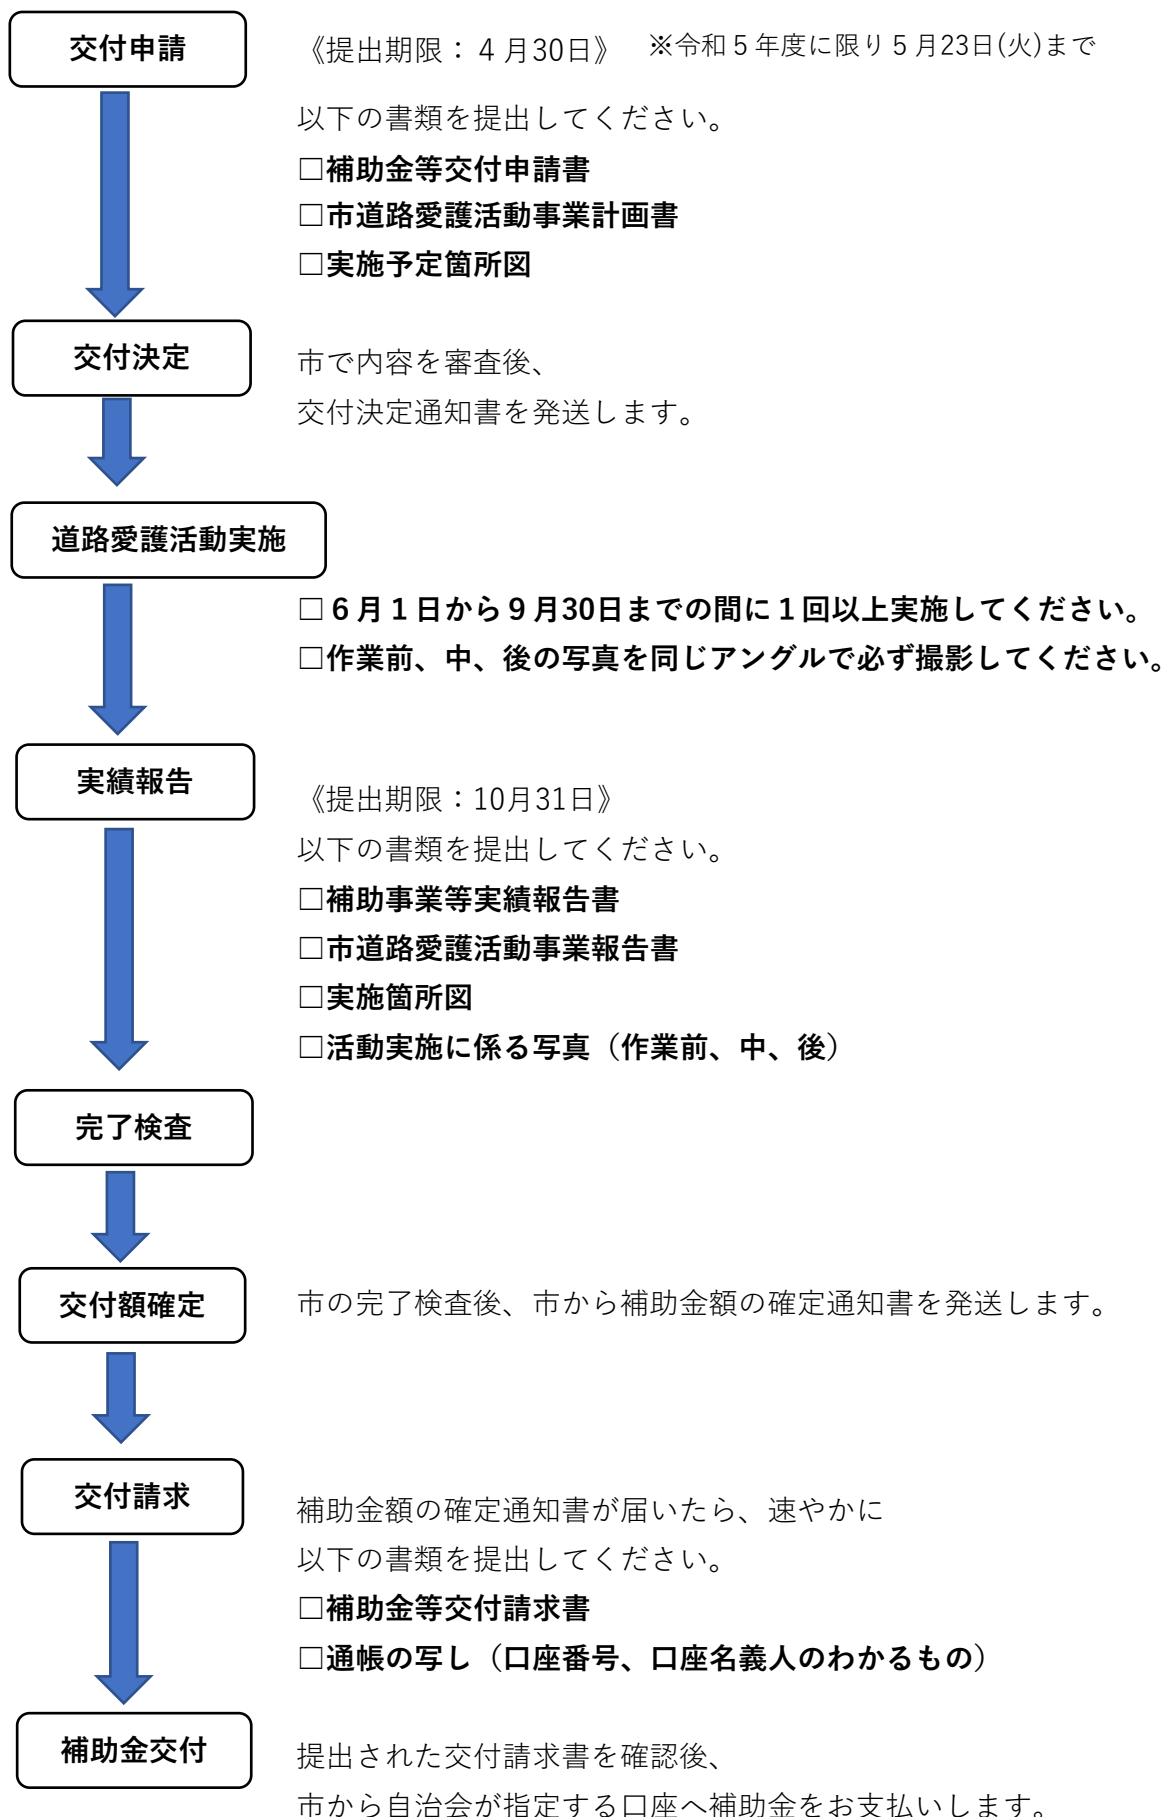 交付申請
《提出期限：４月30日》 ※令和５年度に限り５月23日(火)まで
以下の書類を提出してください。
□補助金等交付申請書
□市道路愛護活動事業計画書
□実施予定箇所図
交付決定
市で内容を審査後、
交付決定通知書を発送します。
道路愛護活動実施
□６月１日から９月30日までの間に１回以上実施してください。
□作業前、中、後の写真を同じアングルで必ず撮影してください。
実績報告
《提出期限：10月31日》
以下の書類を提出してください。
□補助事業等実績報告書
□市道路愛護活動事業報告書
□実施箇所図
□活動実施に係る写真（作業前、中、後）
完了検査
交付額確定
市の完了検査後、市から補助金額の確定通知書を発送します。
交付請求
補助金額の確定通知書が届いたら、速やかに
以下の書類を提出してください。
□補助金等交付請求書
□通帳の写し（口座番号、口座名義人のわかるもの）
補助金交付
提出された交付請求書を確認後、
市から自治会が指定する口座へ補助金をお支払いします。